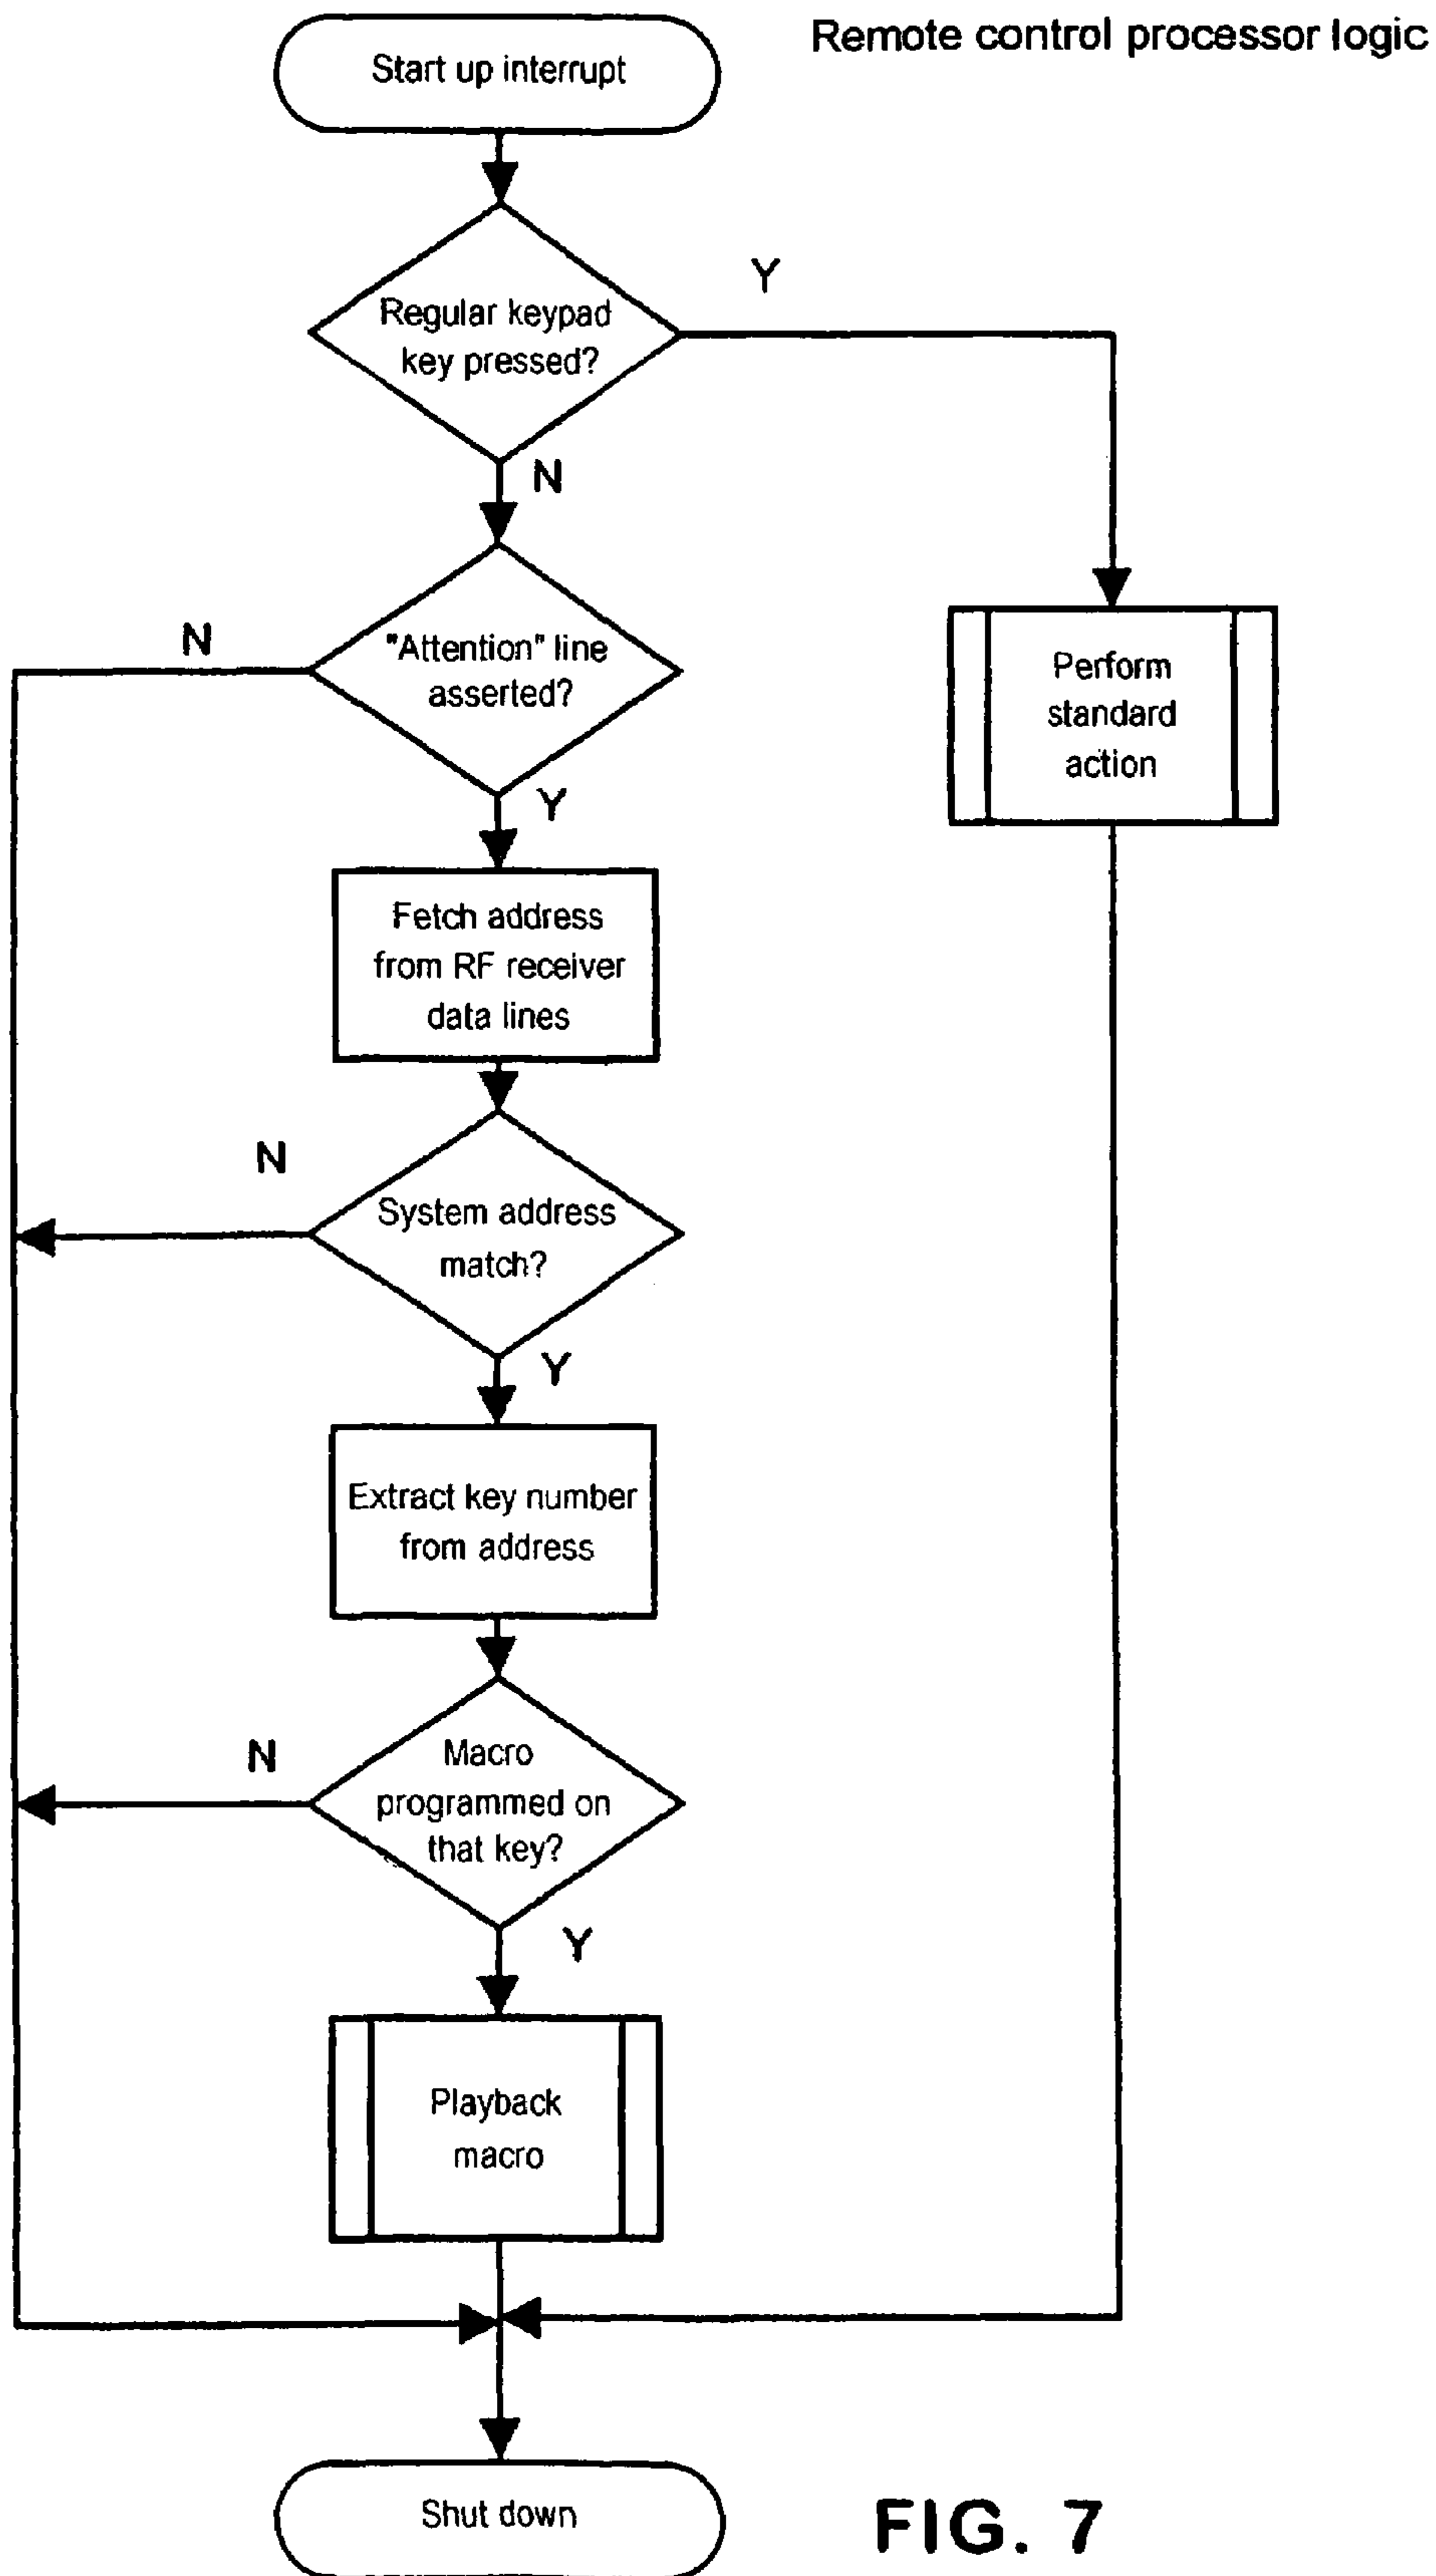 Remote control processor logic
Start up interrupt
Regular keypad
key pressed?
Y
N
"Attention" line
asserted?
N
Y
Perform
standard
action
Fetch address
from RF receiver
data lines
System address
match?
N
Y
Extract key number
from address
Macro
programmed on
that key?
N
Y
Playback
macro
Shut down
FIG. 7